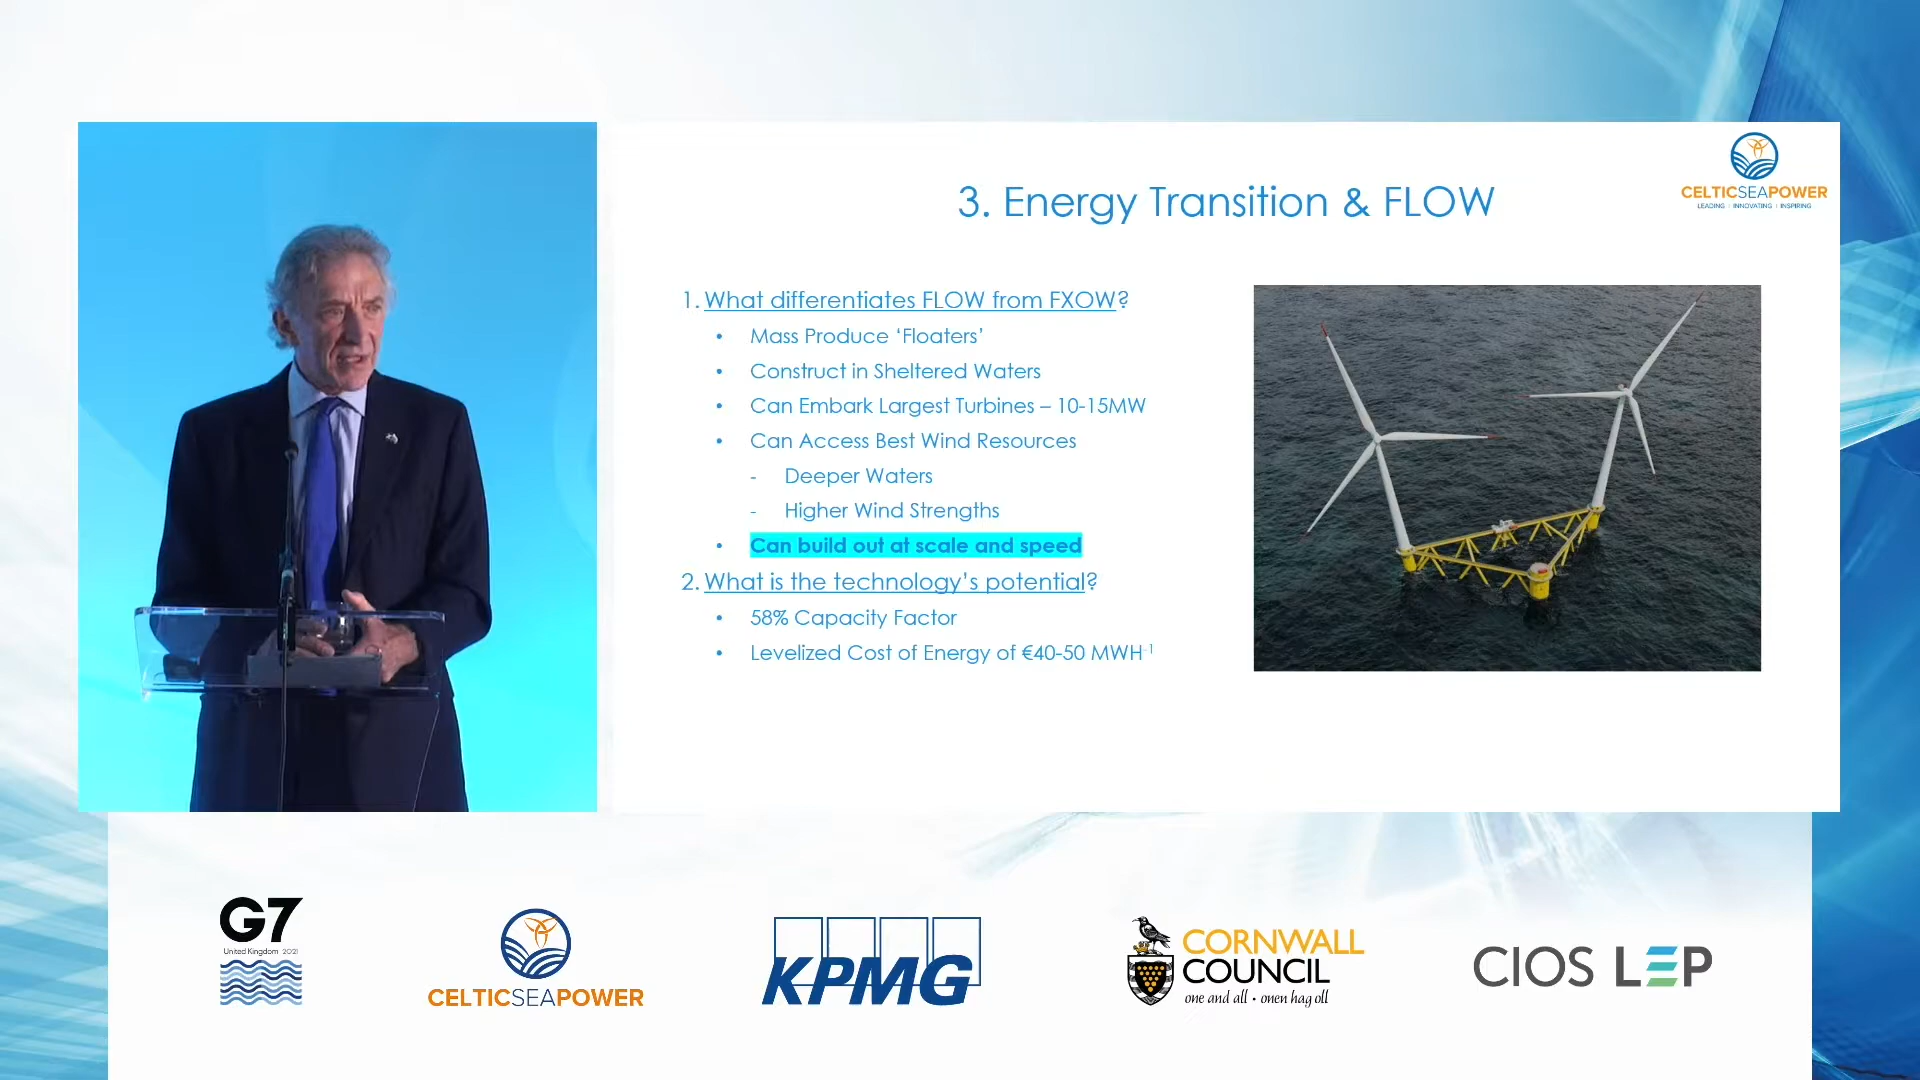 CELTICSEAPOWER
LEADING | INNOVATING | INSPIRING
3. Energy Transition & FLOW
1. What differentiates FLOW from FXOW?
• Mass Produce ‘Floaters’
• Construct in Sheltered Waters
• Can Embark Largest Turbines – 10-15MW
• Can Access Best Wind Resources
- Deeper Waters
- Higher Wind Strengths
• Can build out at scale and speed
2. What is the technology’s potential?
• 58% Capacity Factor
• Levelized Cost of Energy of €40-50 MWH-1
G7
United Kingdom 2021
CELTICSEAPOWER
KPMG
CORNWALL
COUNCIL
one and all • onen hag oll
CIOS LEP